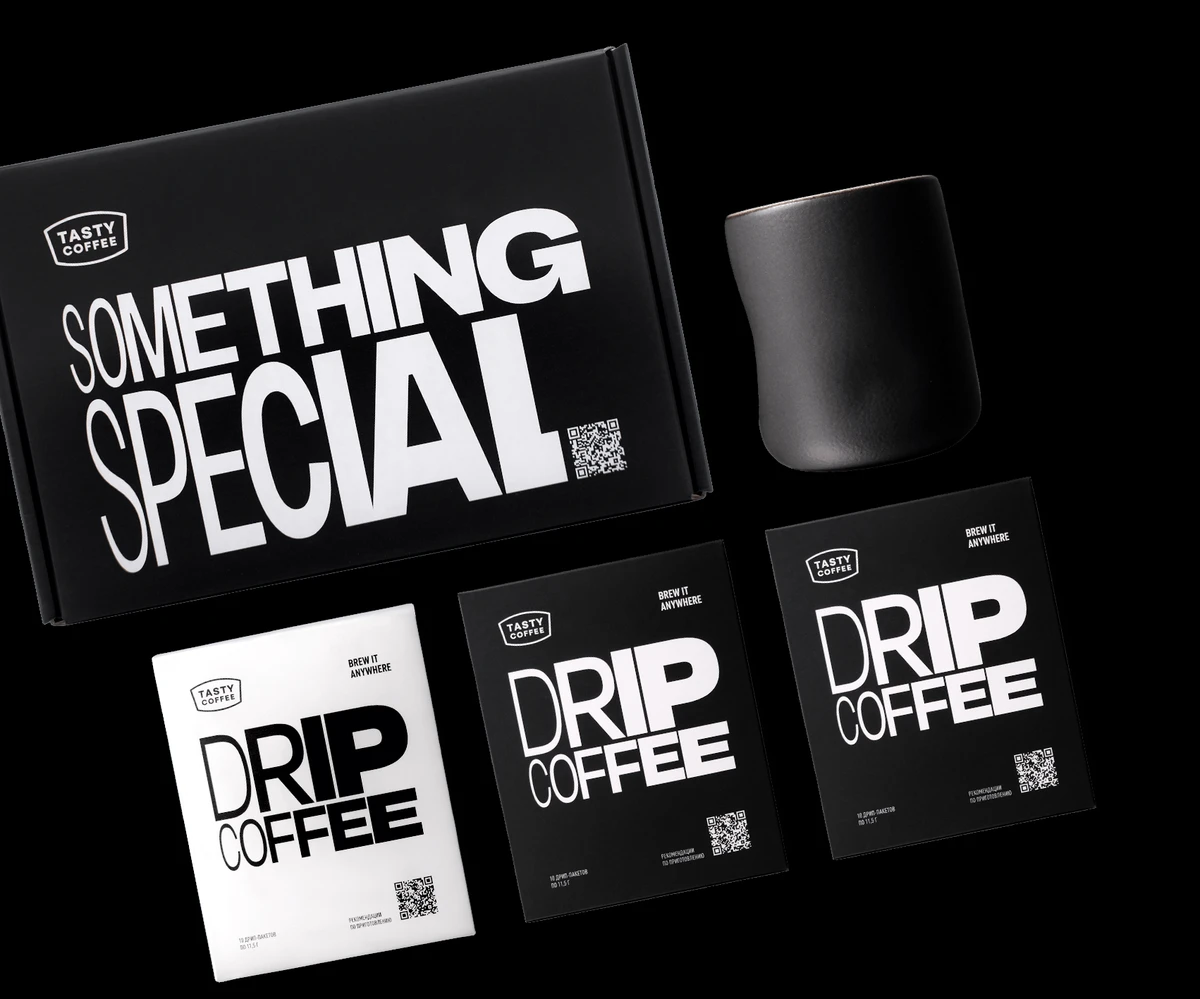 TASTY
COFFEE
SOMETHING
SPECIAL
TASTY
COFFEE
BREW IT
ANYWHERE
DRIP
COFFEE
10 ДРИП-ПАКЕТОВ
ПО 11,5 Г
РЕКОМЕНДАЦИИ
ПО ПРИГОТОВЛЕНИЮ
TASTY
COFFEE
BREW IT
ANYWHERE
DRIP
COFFEE
10 ДРИП-ПАКЕТОВ
ПО 11,5 Г
РЕКОМЕНДАЦИИ
ПО ПРИГОТОВЛЕНИЮ
TASTY
COFFEE
BREW IT
ANYWHERE
DRIP
COFFEE
10 ДРИП-ПАКЕТОВ
ПО 11,5 Г
РЕКОМЕНДАЦИИ
ПО ПРИГОТОВЛЕНИЮ